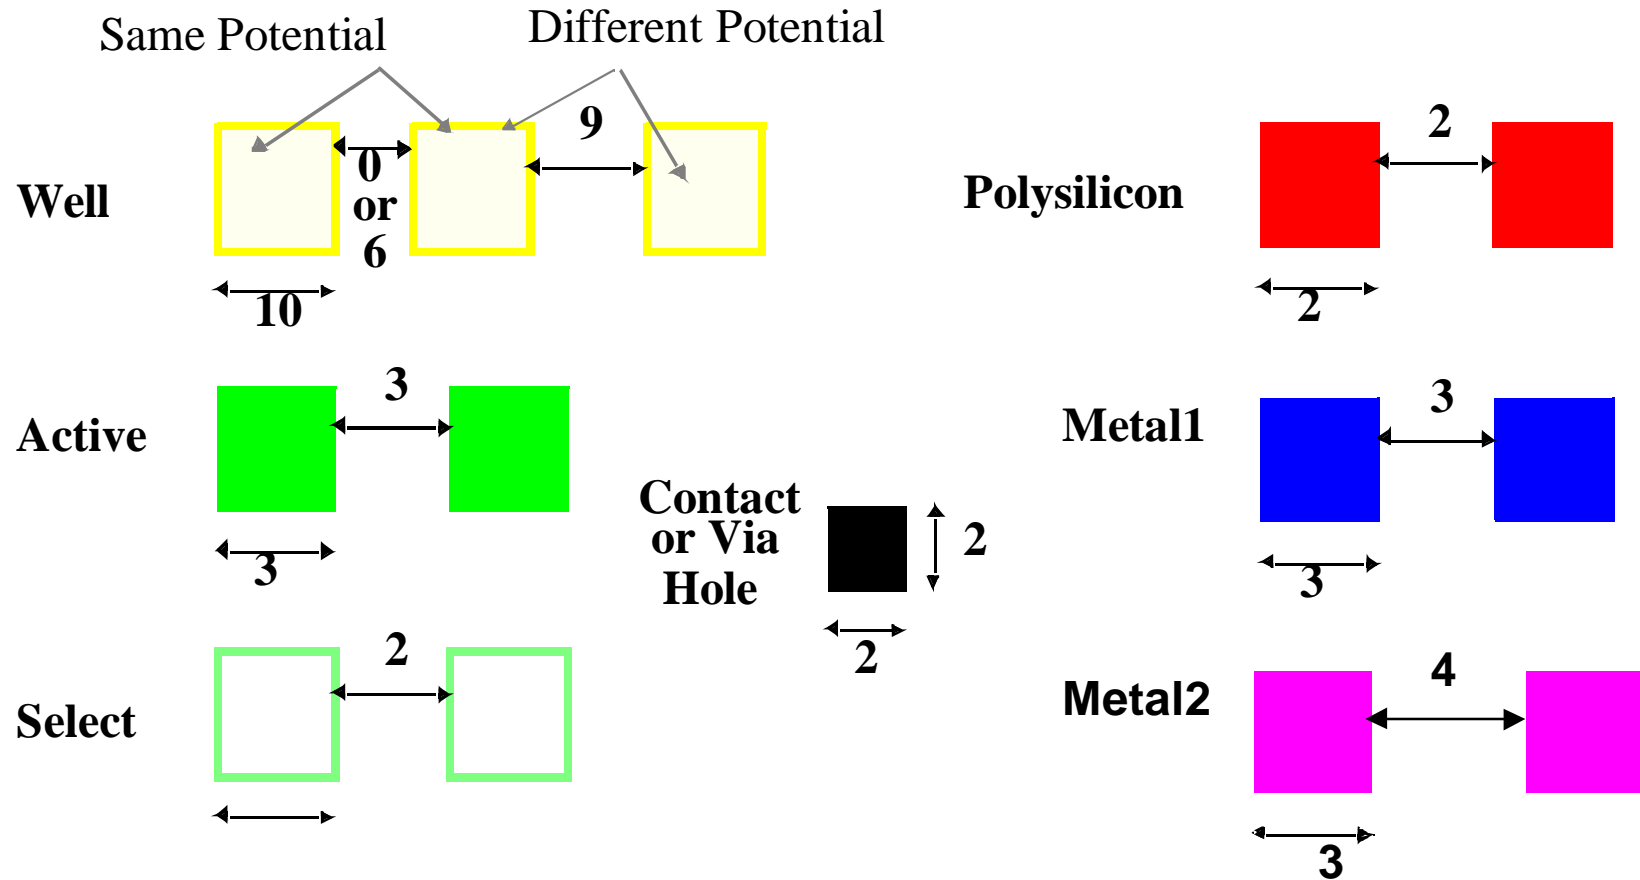 Same Potential
Different Potential
Well
0
or
6
9
10
Polysilicon
2
2
Active
3
3
Metal1
3
3
Contact
or Via
Hole
2
2
Select
2
Metal2
4
3